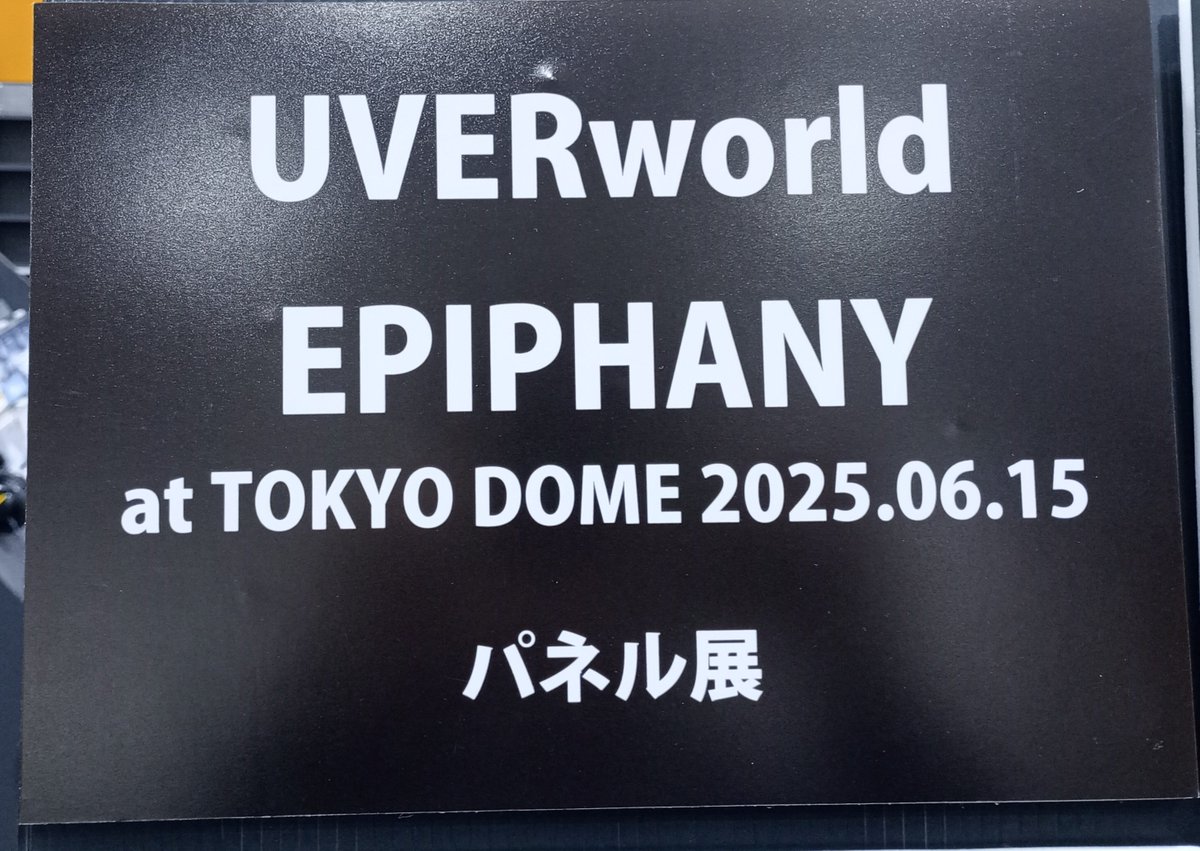 UVERworld
EPIPHANY
at TOKYO DOME 2025.06.15
パネル展